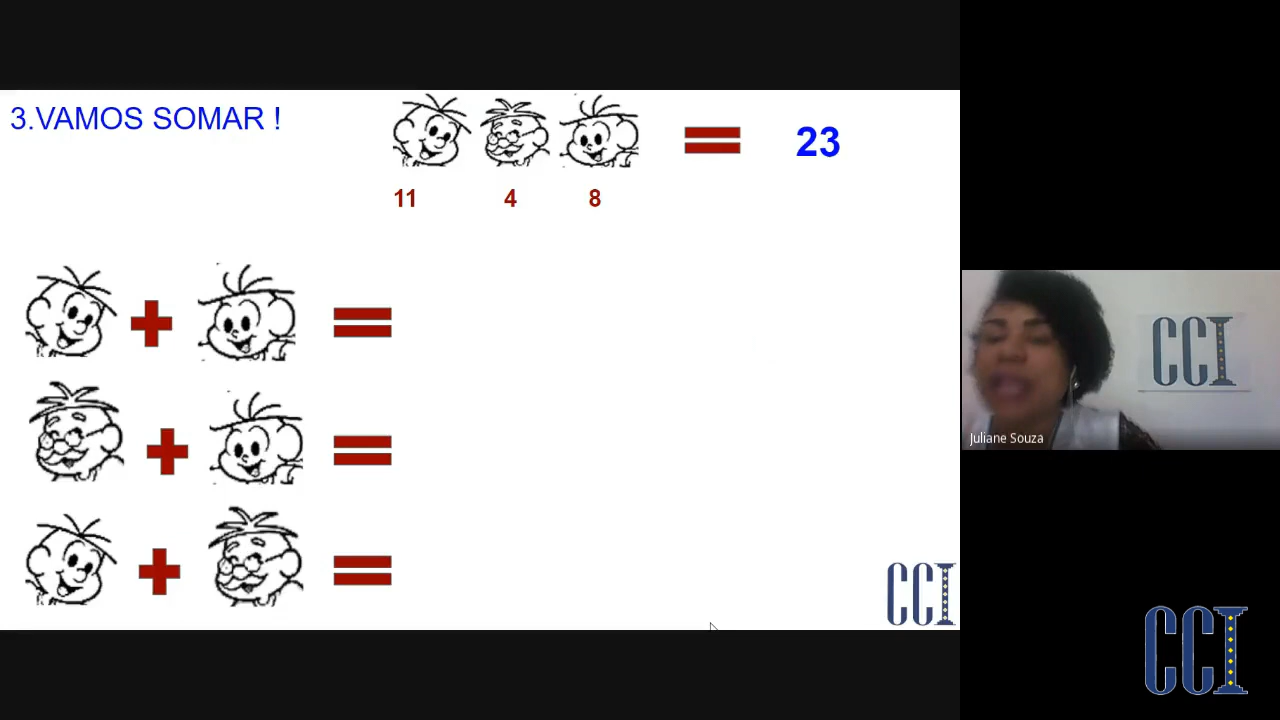 3.VAMOS SOMAR !
= 23
11 4 8
+ =
+ =
+ =
CCI
Juliane Souza
CCI
CCI